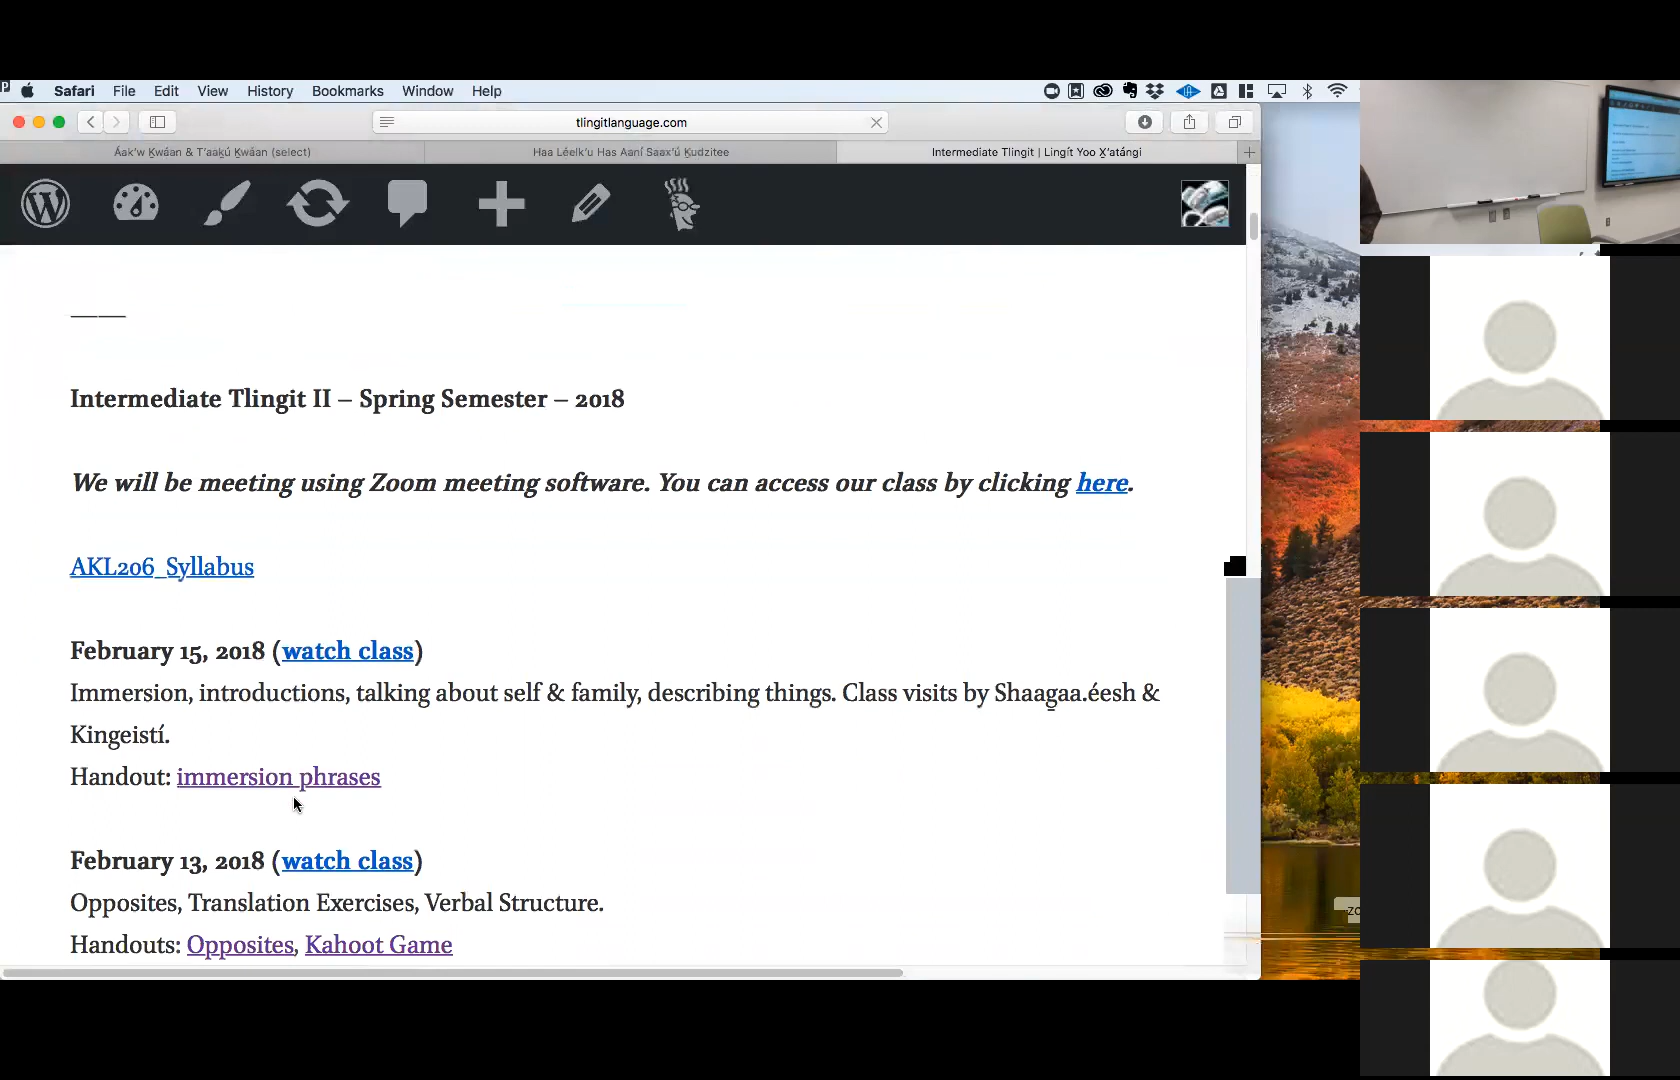 Safari File Edit View History Bookmarks Window Help
tlingitlanguage.com
Áak'w Ḵwáan & T'aaḵú Ḵwáan (select)
Haa Léelk'u Has Aaní Saax'ú Ḵudzitee
Intermediate Tlingit | Lingít Yoo X̱'atángi
Intermediate Tlingit II – Spring Semester – 2018
We will be meeting using Zoom meeting software. You can access our class by clicking here.
AKL206_Syllabus
February 15, 2018 (watch class)
Immersion, introductions, talking about self & family, describing things. Class visits by Shaag̱aa.éesh &
Kingeistí.
Handout: immersion phrases
February 13, 2018 (watch class)
Opposites, Translation Exercises, Verbal Structure.
Handouts: Opposites, Kahoot Game